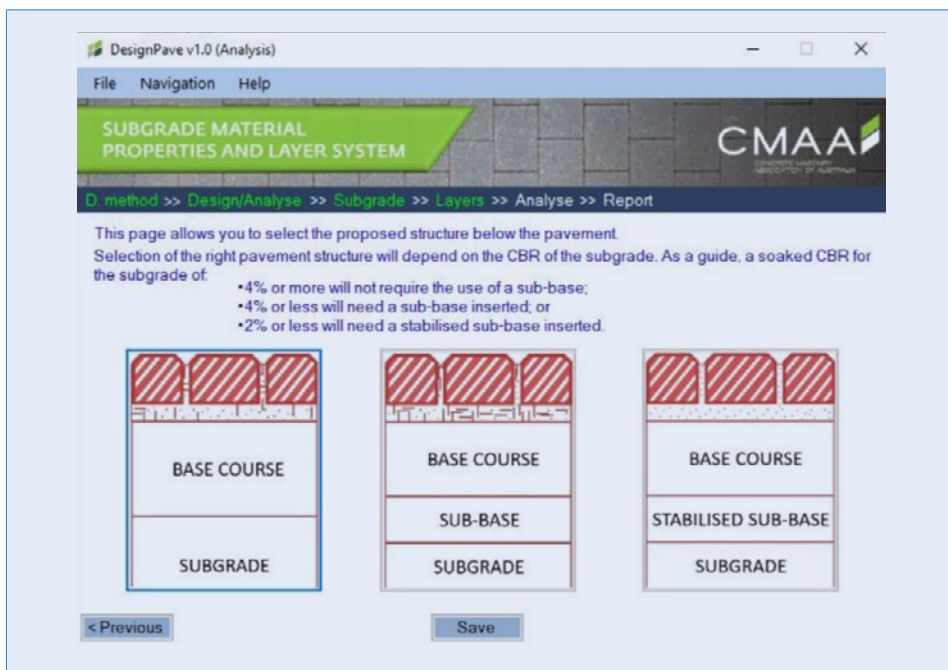 DesignPave v1.0 (Analysis)
File Navigation Help
SUBGRADE MATERIAL
PROPERTIES AND LAYER SYSTEM
CMAA
CONCRETE MASONRY
ASSOCIATION OF AUSTRALIA
D. method >> Design/Analyse >> Subgrade >> Layers >> Analyse >> Report
This page allows you to select the proposed structure below the pavement.
Selection of the right pavement structure will depend on the CBR of the subgrade. As a guide, a soaked CBR for
the subgrade of:
•4% or more will not require the use of a sub-base;
•4% or less will need a sub-base inserted; or
•2% or less will need a stabilised sub-base inserted.
BASE COURSE
SUBGRADE
BASE COURSE
SUB-BASE
SUBGRADE
BASE COURSE
STABILISED SUB-BASE
SUBGRADE
< Previous
Save